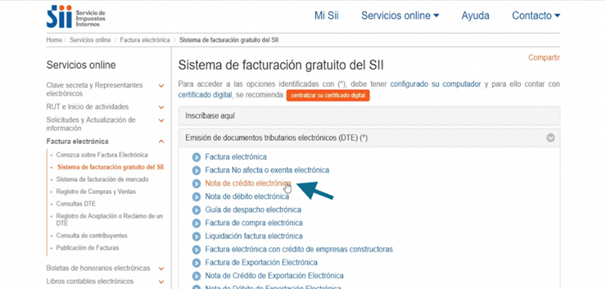 Sii Servicio de
Impuestos
Internos
Mi Sii Servicios online Ayuda Contacto
Home / Servicios online / Factura electrónica / Sistema de facturación gratuito del SII
Compartir
Servicios online
Clave secreta y Representantes
electrónicos
RUT e Inicio de actividades
Solicitudes y Actualización de
información
Factura electrónica
Conozca sobre Factura Electrónica
Sistema de facturación gratuito del SII
Sistema de facturación de mercado
Registro de Compras y Ventas
Consultas DTE
Registro de Aceptación o Reclamo de un
DTE
Consulta de contribuyentes
Publicación de Facturas
Boletas de honorarios electrónicas
Libros contables electrónicos
Sistema de facturación gratuito del SII
Para acceder a las opciones identificadas con (*), debe tener configurado su computador y para ello contar con
certificado digital, se recomienda centralizar su certificado digital
Inscríbase aquí
Emisión de documentos tributarios electrónicos (DTE) (*)
Factura electrónica
Factura No afecta o exenta electrónica
Nota de crédito electrónica
Nota de débito electrónica
Guía de despacho electrónica
Factura de compra electrónica
Liquidación factura electrónica
Factura electrónica con crédito de empresas constructoras
Factura de Exportación Electrónica
Nota de Crédito de Exportación Electrónica
Nota de Débito de Exportación Electrónica